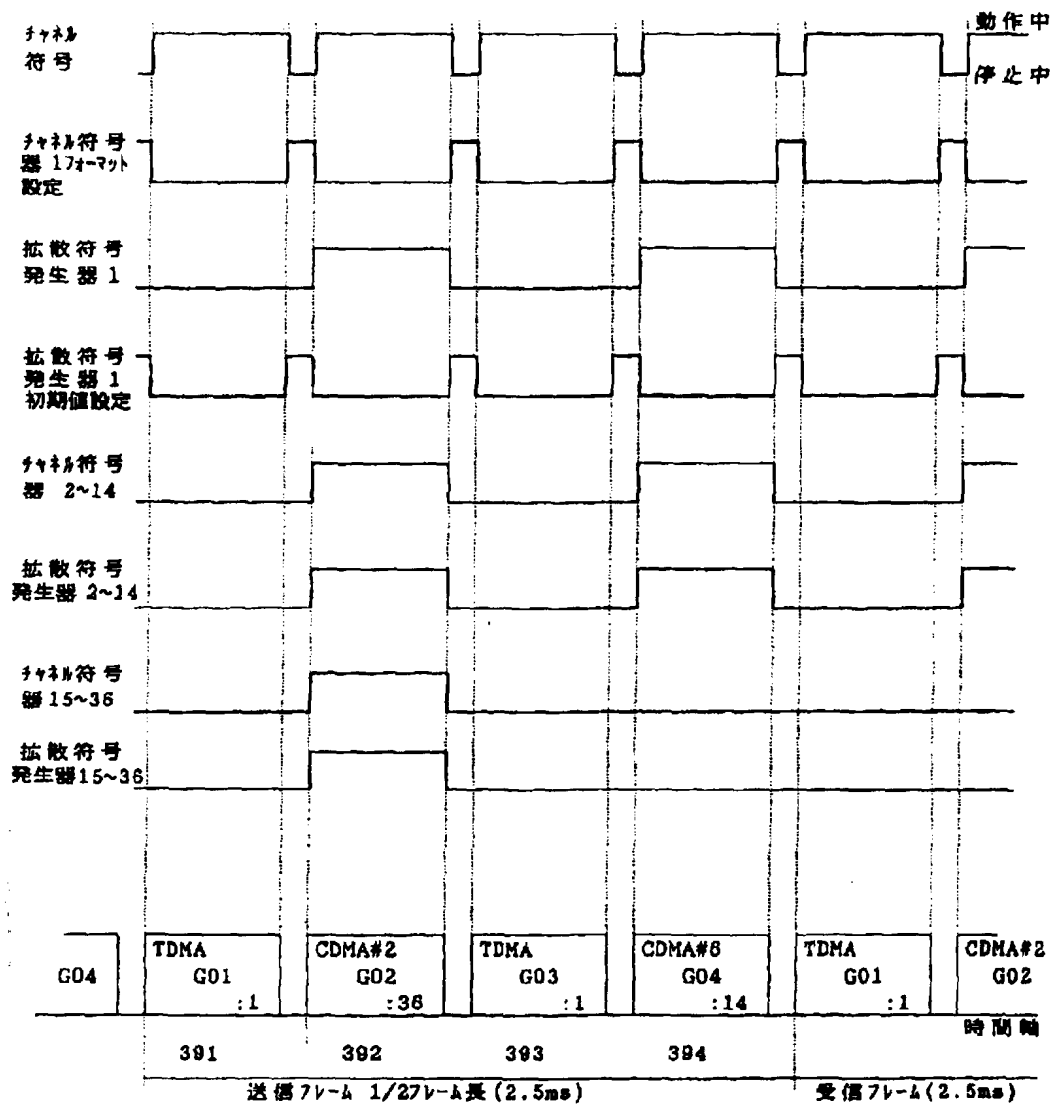 チャネル
符号
動作中
停止中
チャネル符号
器 1フォーマット
設定
拡散符号
発生器 1
拡散符号
発生器 1
初期値設定
チャネル符号
器 2~14
拡散符号
発生器 2~14
チャネル符号
器 15~36
拡散符号
発生器15~36
G04
TDMA
G01
:1
CDMA#2
G02
:36
TDMA
G03
:1
CDMA#6
G04
:14
TDMA
G01
:1
CDMA#2
G02
時間軸
391 392 393 394
送信フレーム 1/2フレーム長(2.5ms) 受信フレーム(2.5ms)